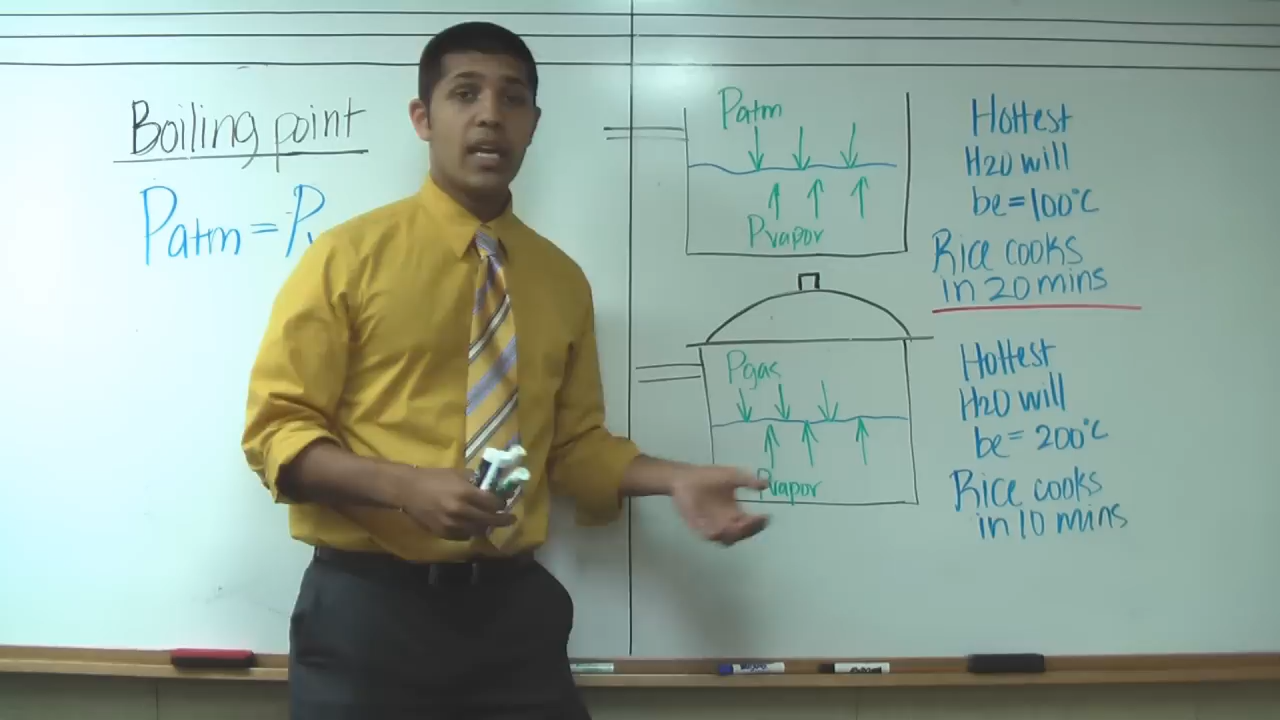 Boiling point
Patm = P
Patm
Pvapor
Hottest
H2O will
be = 100°C
Rice cooks
in 20 mins
Pgas
Pvapor
Hottest
H2O will
be = 200°C
Rice cooks
in 10 mins